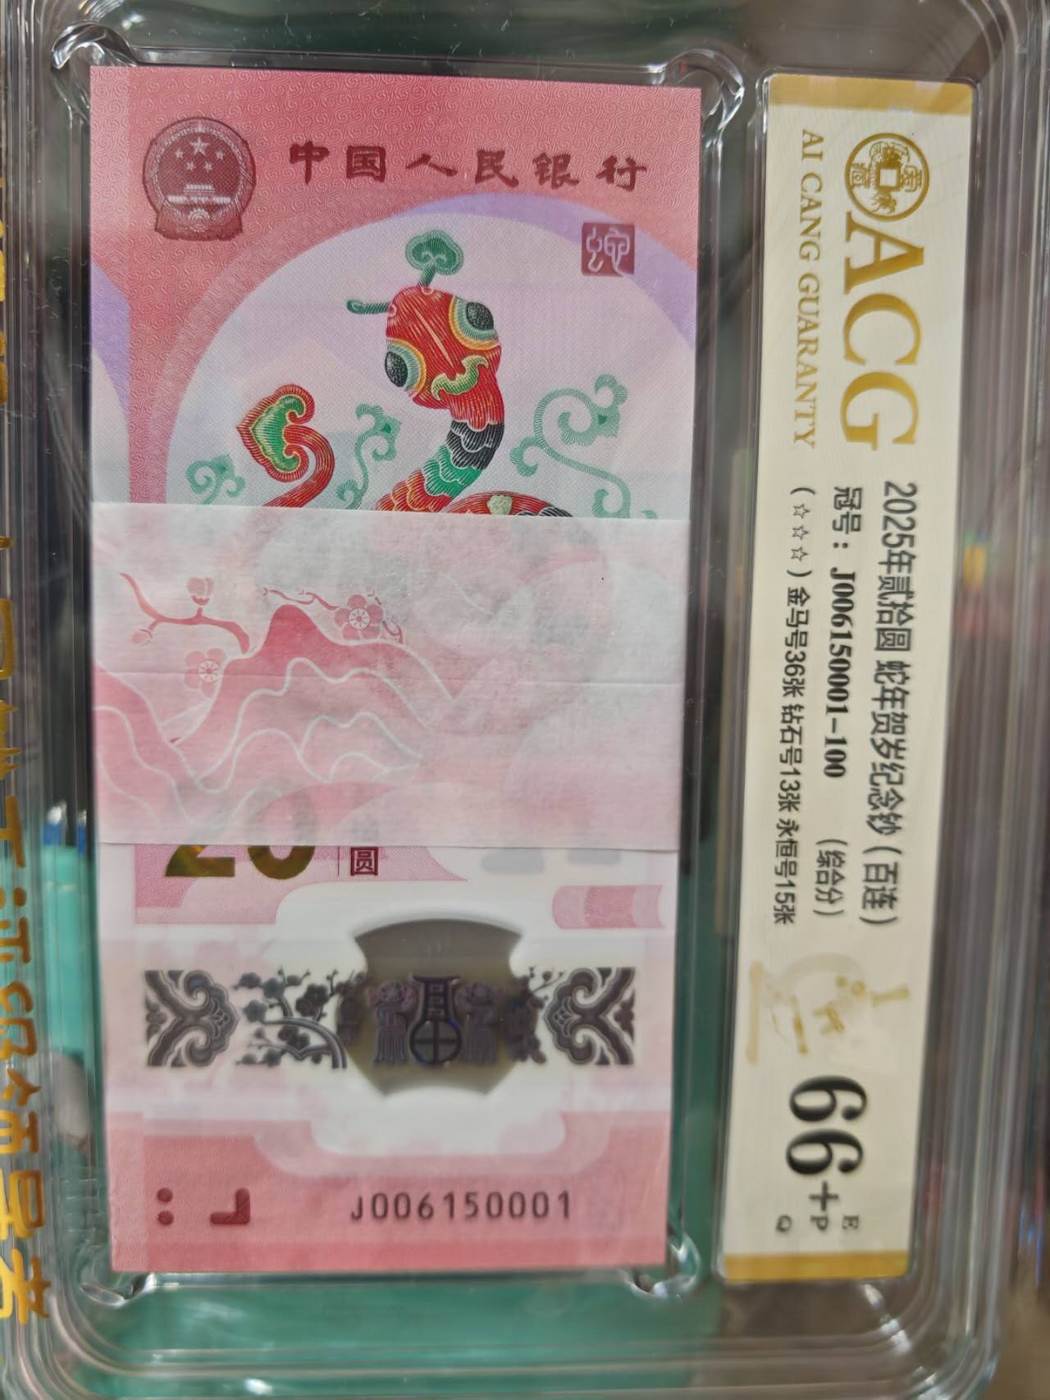 中国人民银行
20
圆
J006150001
ACG
AI CANG GUARANTY
2025年贰拾圆 蛇年贺岁纪念钞（百连）
冠号：J006150001-100 （综合分）
（☆☆☆）金马号36张 钻石号13张 永恒号15张
66+
EPQ